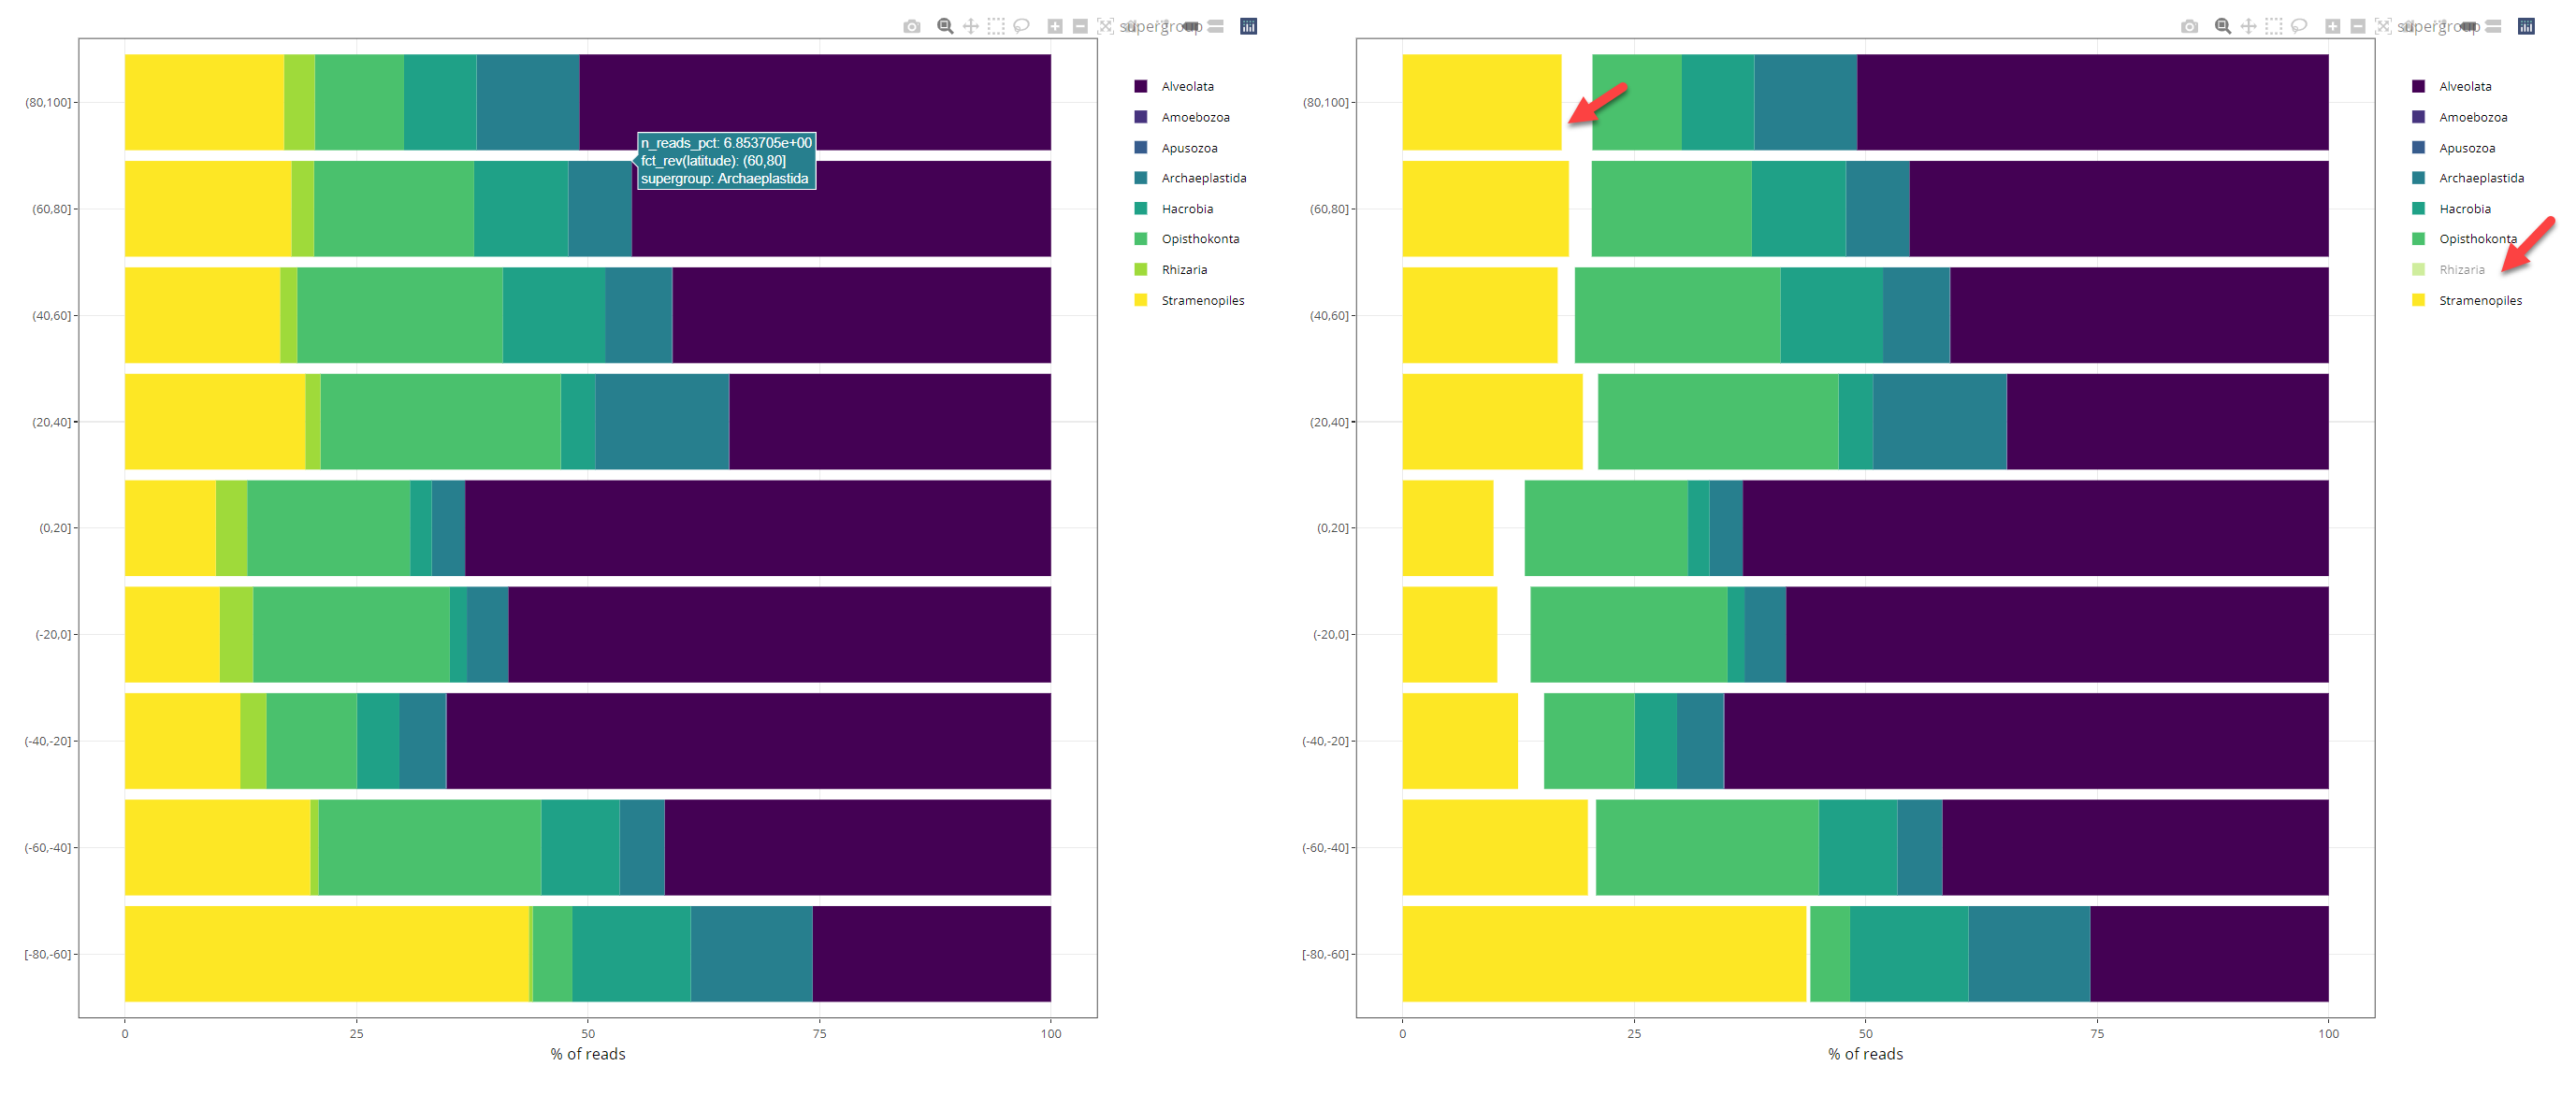 supergroup
Alveolata
Amoebozoa
Apusozoa
Archaeplastida
Hacrobia
Opisthokonta
Rhizaria
Stramenopiles
(80,100]
(60,80]
(40,60]
(20,40]
(0,20]
(-20,0]
(-40,-20]
(-60,-40]
[-80,-60]
n_reads_pct: 6.853705e+00
fct_rev(latitude): (60,80]
supergroup: Archaeplastida
0 25 50 75 100
% of reads
supergroup
Alveolata
Amoebozoa
Apusozoa
Archaeplastida
Hacrobia
Opisthokonta
Rhizaria
Stramenopiles
(80,100]
(60,80]
(40,60]
(20,40]
(0,20]
(-20,0]
(-40,-20]
(-60,-40]
[-80,-60]
0 25 50 75 100
% of reads